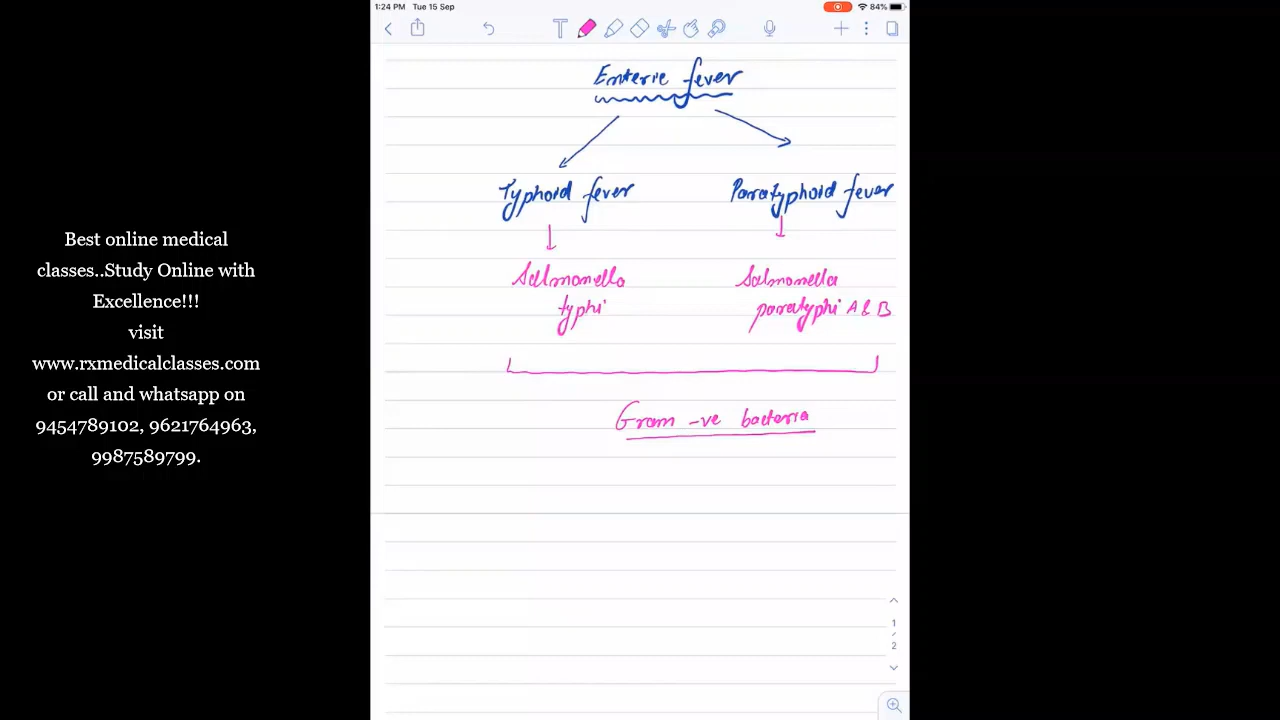 1:24 PM Tue 15 Sep
84%
Enteric fever
Typhoid fever
Paratyphoid fever
Salmonella
typhi
Salmonella
paratyphi A & B
Gram -ve bacteria
Best online medical
classes..Study Online with
Excellence!!!
visit
www.rxmedicalclasses.com
or call and whatsapp on
9454789102, 9621764963,
9987589799.
1
2